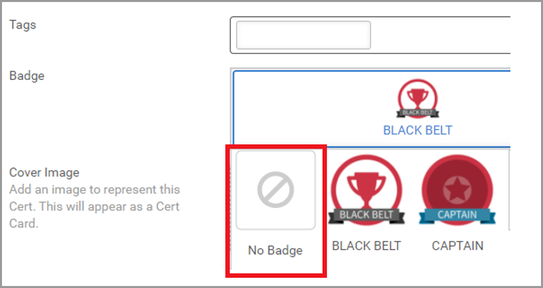 Tags
Badge
BLACK BELT
BLACK BELT
Cover Image
Add an image to represent this
Cert. This will appear as a Cert
Card.
No Badge
BLACK BELT
BLACK BELT
CAPTAIN
CAPTAIN